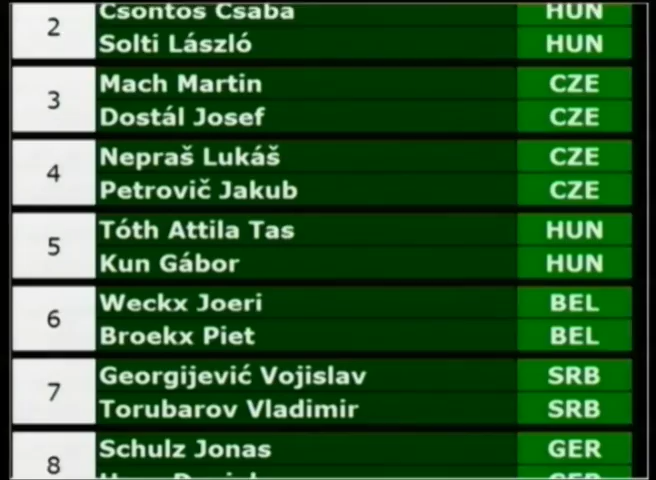 2 Csontos Csaba HUN
Solti László HUN
3 Mach Martin CZE
Dostál Josef CZE
4 Nepraš Lukáš CZE
Petrovič Jakub CZE
5 Tóth Attila Tas HUN
Kun Gábor HUN
6 Weckx Joeri BEL
Broekx Piet BEL
7 Georgijević Vojislav SRB
Torubarov Vladimir SRB
8 Schulz Jonas GER